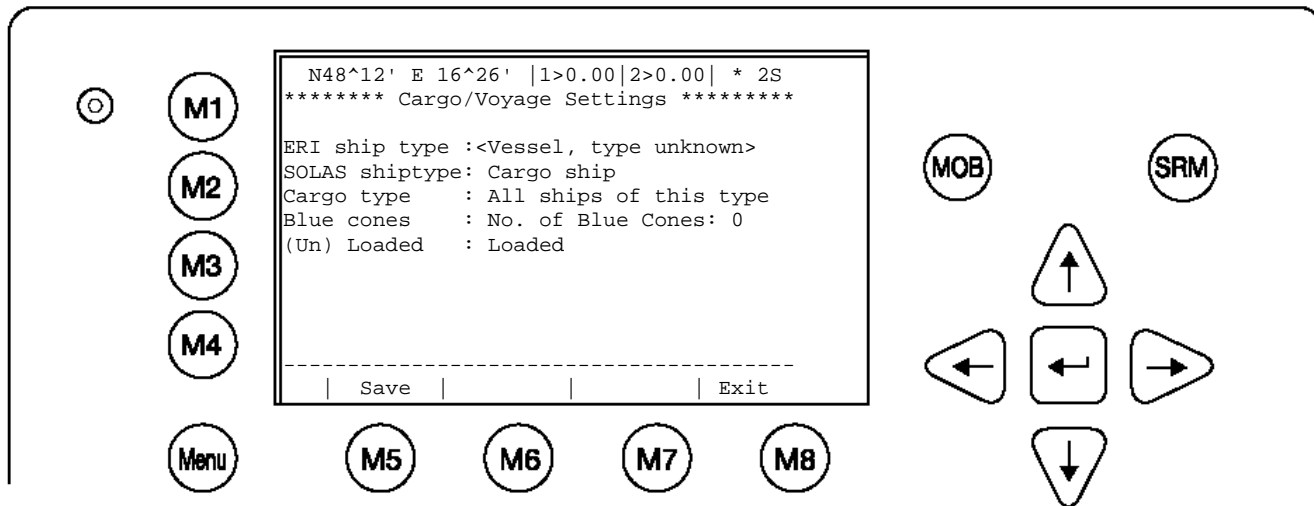 N48^12' E 16^26' |1>0.00|2>0.00| * 2S
******** Cargo/Voyage Settings *********
ERI ship type :<Vessel, type unknown>
SOLAS shiptype: Cargo ship
Cargo type : All ships of this type
Blue cones : No. of Blue Cones: 0
(Un) Loaded : Loaded
----------------------------------------
| Save | | | Exit
M1
M2
M3
M4
Menu
M5
M6
M7
M8
MOB
SRM